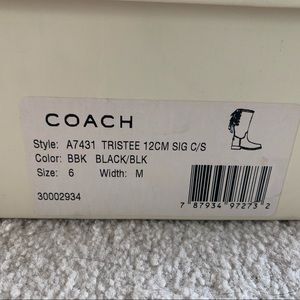 COACH
Style: A7431 TRISTEE 12CM SIG C/S
Color: BBK BLACK/BLK
Size: 6 Width: M
30002934
7 87934 97273 2